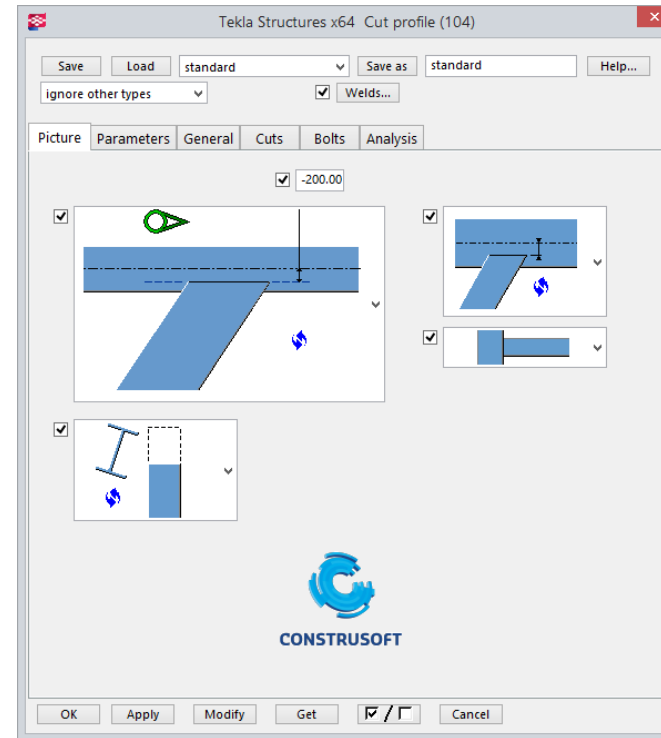 Tekla Structures x64 Cut profile (104)
Save Load standard Save as standard Help...
ignore other types Welds...
Picture Parameters General Cuts Bolts Analysis
-200.00
CONSTRUSOFT
OK Apply Modify Get / Cancel